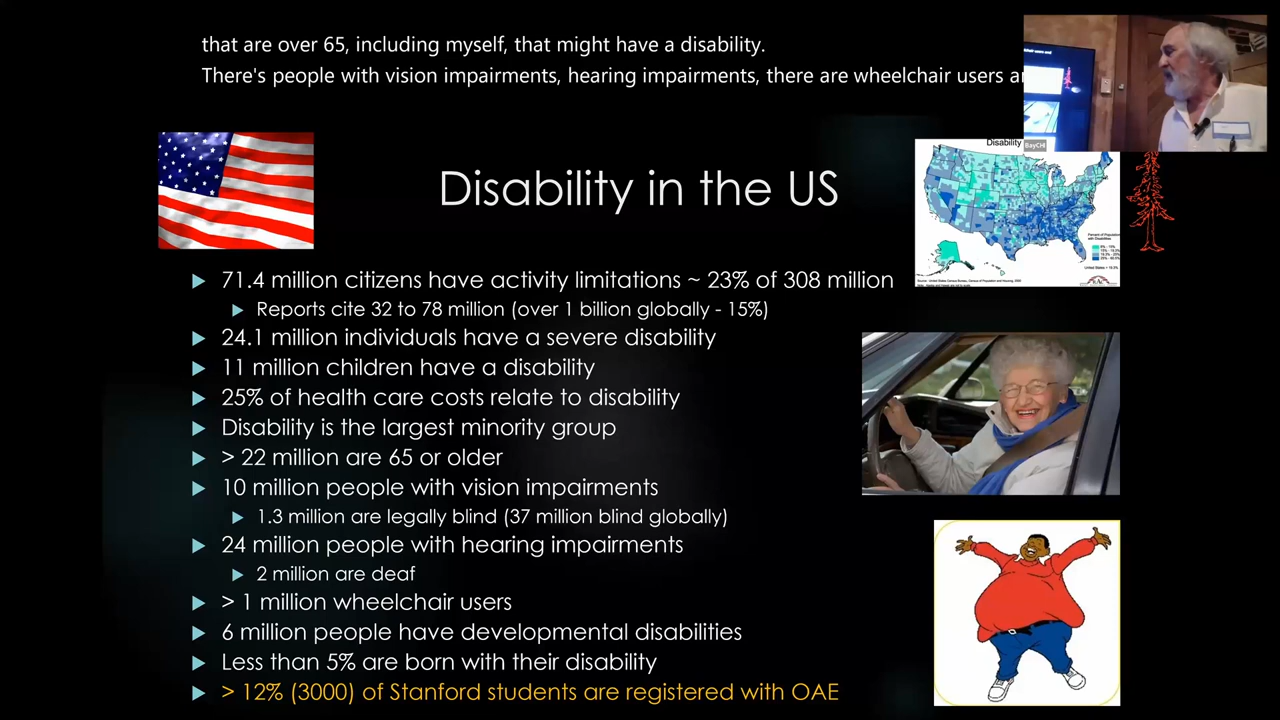 that are over 65, including myself, that might have a disability.
There's people with vision impairments, hearing impairments, there are wheelchair users
Disability
BayCHI
Disability in the US
71.4 million citizens have activity limitations ~ 23% of 308 million
Reports cite 32 to 78 million (over 1 billion globally - 15%)
24.1 million individuals have a severe disability
11 million children have a disability
25% of health care costs relate to disability
Disability is the largest minority group
> 22 million are 65 or older
10 million people with vision impairments
1.3 million are legally blind (37 million blind globally)
24 million people with hearing impairments
2 million are deaf
> 1 million wheelchair users
6 million people have developmental disabilities
Less than 5% are born with their disability
> 12% (3000) of Stanford students are registered with OAE